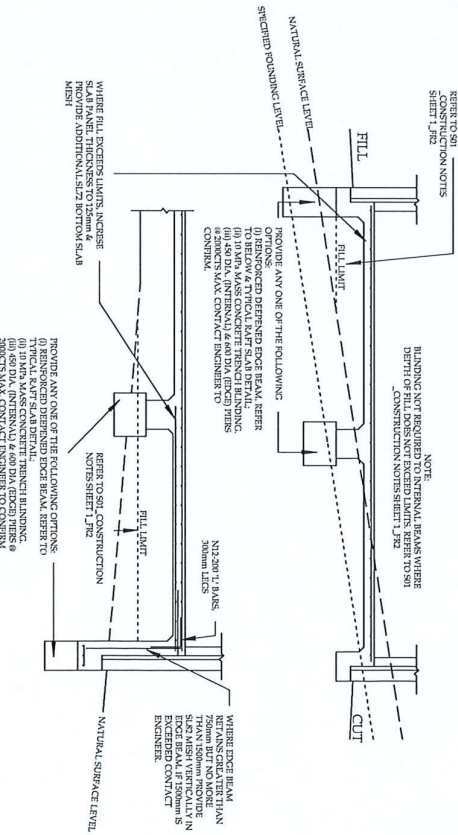 REFER TO S01
_CONSTRUCTION NOTES
SHEET 1_FR2
NOTE:
BLINDING NOT REQUIRED TO INTERNAL BEAMS WHERE
DEPTH OF FILL DOES NOT EXCEED LIMITS. REFER TO S01
_CONSTRUCTION NOTES SHEET 1_FR2
FILL
CUT
NATURAL SURFACE LEVEL
SPECIFIED FOUNDING LEVEL
FILL LIMIT
PROVIDE ANY ONE OF THE FOLLOWING
OPTIONS:
(i) REINFORCED DEEPENED EDGE BEAM, REFER
TO BELOW & TYPICAL RAFT SLAB DETAIL;
(ii) 10 MPa MASS CONCRETE TRENCH BLINDING.
(iii) 450 DIA. (INTERNAL) & 600 DIA (EDGE) PIERS
@ 2000CTS MAX. CONTACT ENGINEER TO
CONFIRM.
WHERE FILL EXCEEDS LIMITS, INCRESE
SLAB PANEL THICKNESS TO 125mm &
PROVIDE ADDITIONAL SL72 BOTTOM SLAB
MESH
N12-200 'L' BARS,
300mm LEGS
WHERE EDGE BEAM
RETAINS GREATER THAN
750mm BUT NO MORE
THAN 1500mm PROVIDE
SL82 MESH VERTICALLY IN
EDGE BEAM. IF 1500mm IS
EXCEEDED CONTACT
ENGINEER.
FILL LIMIT
REFER TO S01_CONSTRUCTION
NOTES SHEET 1_FR2
NATURAL SURFACE LEVEL
PROVIDE ANY ONE OF THE FOLLOWING OPTIONS:
(i) REINFORCED DEEPENED EDGE BEAM, REFER TO
TYPICAL RAFT SLAB DETAIL;
(ii) 10 MPa MASS CONCRETE TRENCH BLINDING.
(iii) 450 DIA. (INTERNAL) & 600 DIA (EDGE) PIERS @
2000CTS MAX. CONTACT ENGINEER TO CONFIRM